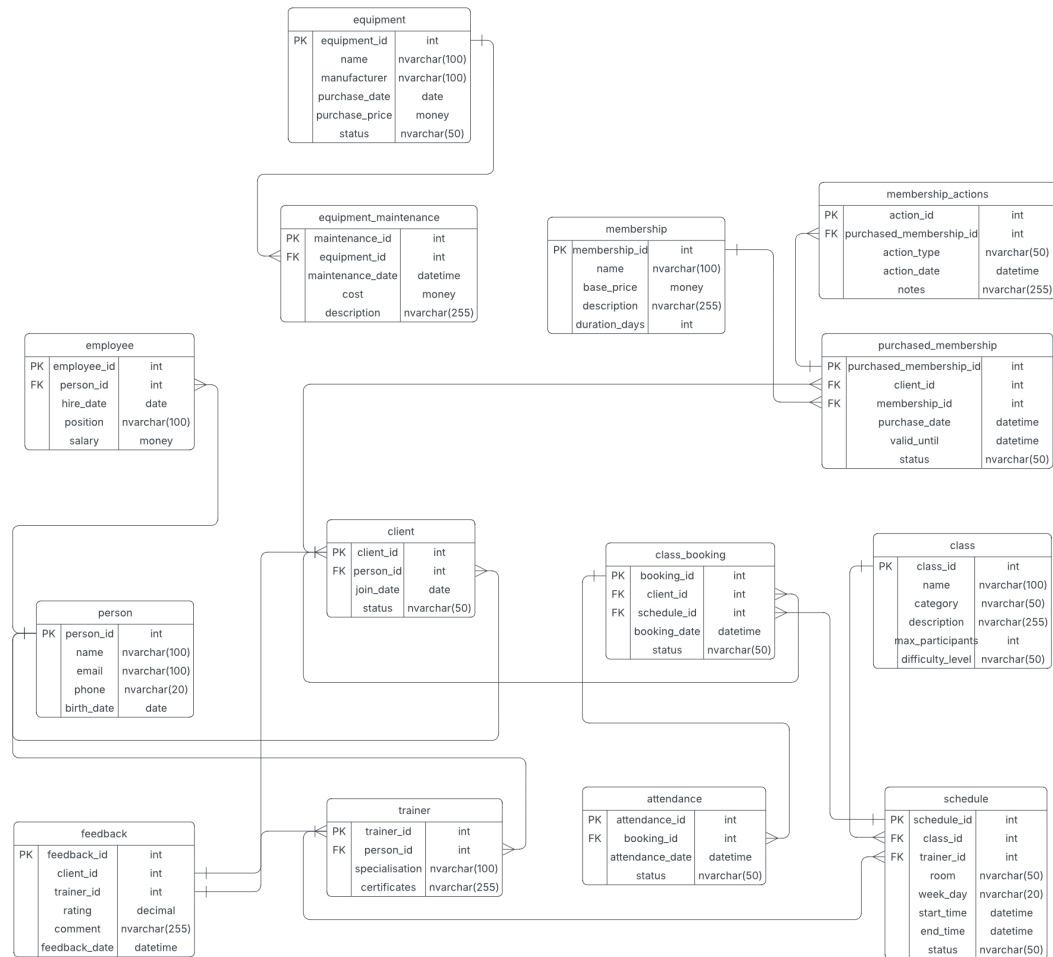 equipment
PK equipment_id int
name nvarchar(100)
manufacturer nvarchar(100)
purchase_date date
purchase_price money
status nvarchar(50)
equipment_maintenance
PK maintenance_id int
FK equipment_id int
maintenance_date datetime
cost money
description nvarchar(255)
membership
PK membership_id int
name nvarchar(100)
base_price money
description nvarchar(255)
duration_days int
membership_actions
PK action_id int
FK purchased_membership_id int
action_type nvarchar(50)
action_date datetime
notes nvarchar(255)
employee
PK employee_id int
FK person_id int
hire_date date
position nvarchar(100)
salary money
purchased_membership
PK purchased_membership_id int
FK client_id int
FK membership_id int
purchase_date datetime
valid_until datetime
status nvarchar(50)
client
PK client_id int
FK person_id int
join_date date
status nvarchar(50)
class_booking
PK booking_id int
FK client_id int
FK schedule_id int
booking_date datetime
status nvarchar(50)
class
PK class_id int
name nvarchar(100)
category nvarchar(50)
description nvarchar(255)
max_participants int
difficulty_level nvarchar(50)
person
PK person_id int
name nvarchar(100)
email nvarchar(100)
phone nvarchar(20)
birth_date date
feedback
PK feedback_id int
client_id int
trainer_id int
rating decimal
comment nvarchar(255)
feedback_date datetime
trainer
PK trainer_id int
FK person_id int
specialisation nvarchar(100)
certificates nvarchar(255)
attendance
PK attendance_id int
FK booking_id int
attendance_date datetime
status nvarchar(50)
schedule
PK schedule_id int
FK class_id int
FK trainer_id int
room nvarchar(50)
week_day nvarchar(20)
start_time datetime
end_time datetime
status nvarchar(50)